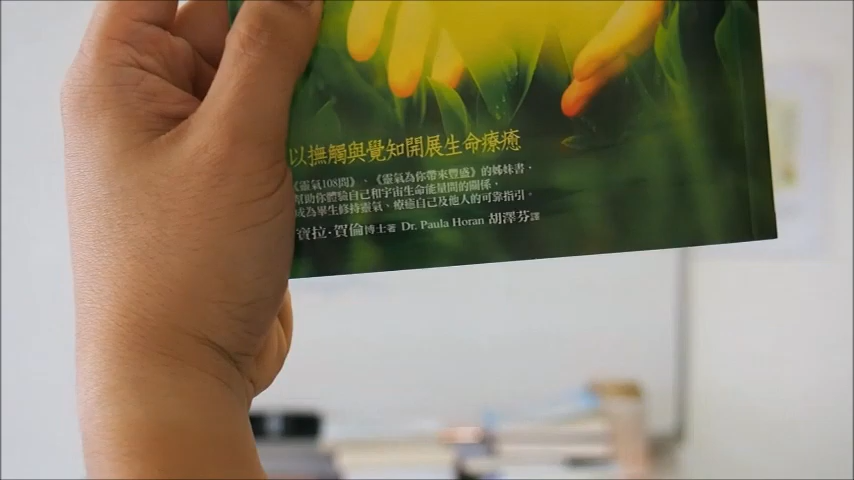 以撫觸與覺知開展生命療癒
《靈氣108問》、《靈氣為你帶來豐盛》的姊妹書，
幫助你體驗自己和宇宙生命能量間的關係，
成為畢生修持靈氣、療癒自己及他人的可靠指引。
寶拉·賀倫博士著 Dr. Paula Horan 胡澤芬譯